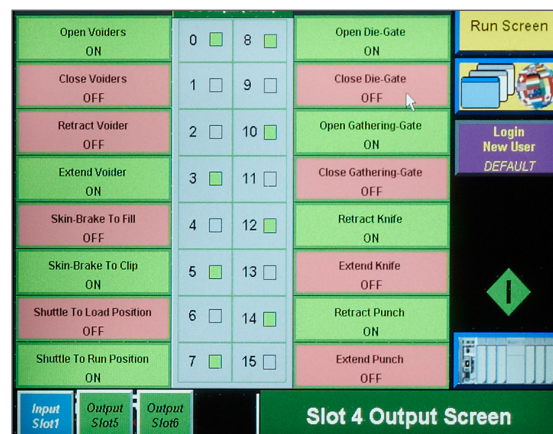 Open Voiders
ON
0
8
Open Die-Gate
ON
Run Screen
Close Voiders
OFF
1
9
Close Die-Gate
OFF
Retract Voider
OFF
2
10
Open Gathering-Gate
ON
Login
New User
DEFAULT
Extend Voider
ON
3
11
Close Gathering-Gate
OFF
Skin-Brake To Fill
OFF
4
12
Retract Knife
ON
Skin-Brake To Clip
ON
5
13
Extend Knife
OFF
Shuttle To Load Position
OFF
6
14
Retract Punch
ON
Shuttle To Run Position
ON
7
15
Extend Punch
OFF
Input
Slot1
Output
Slot5
Output
Slot6
Slot 4 Output Screen